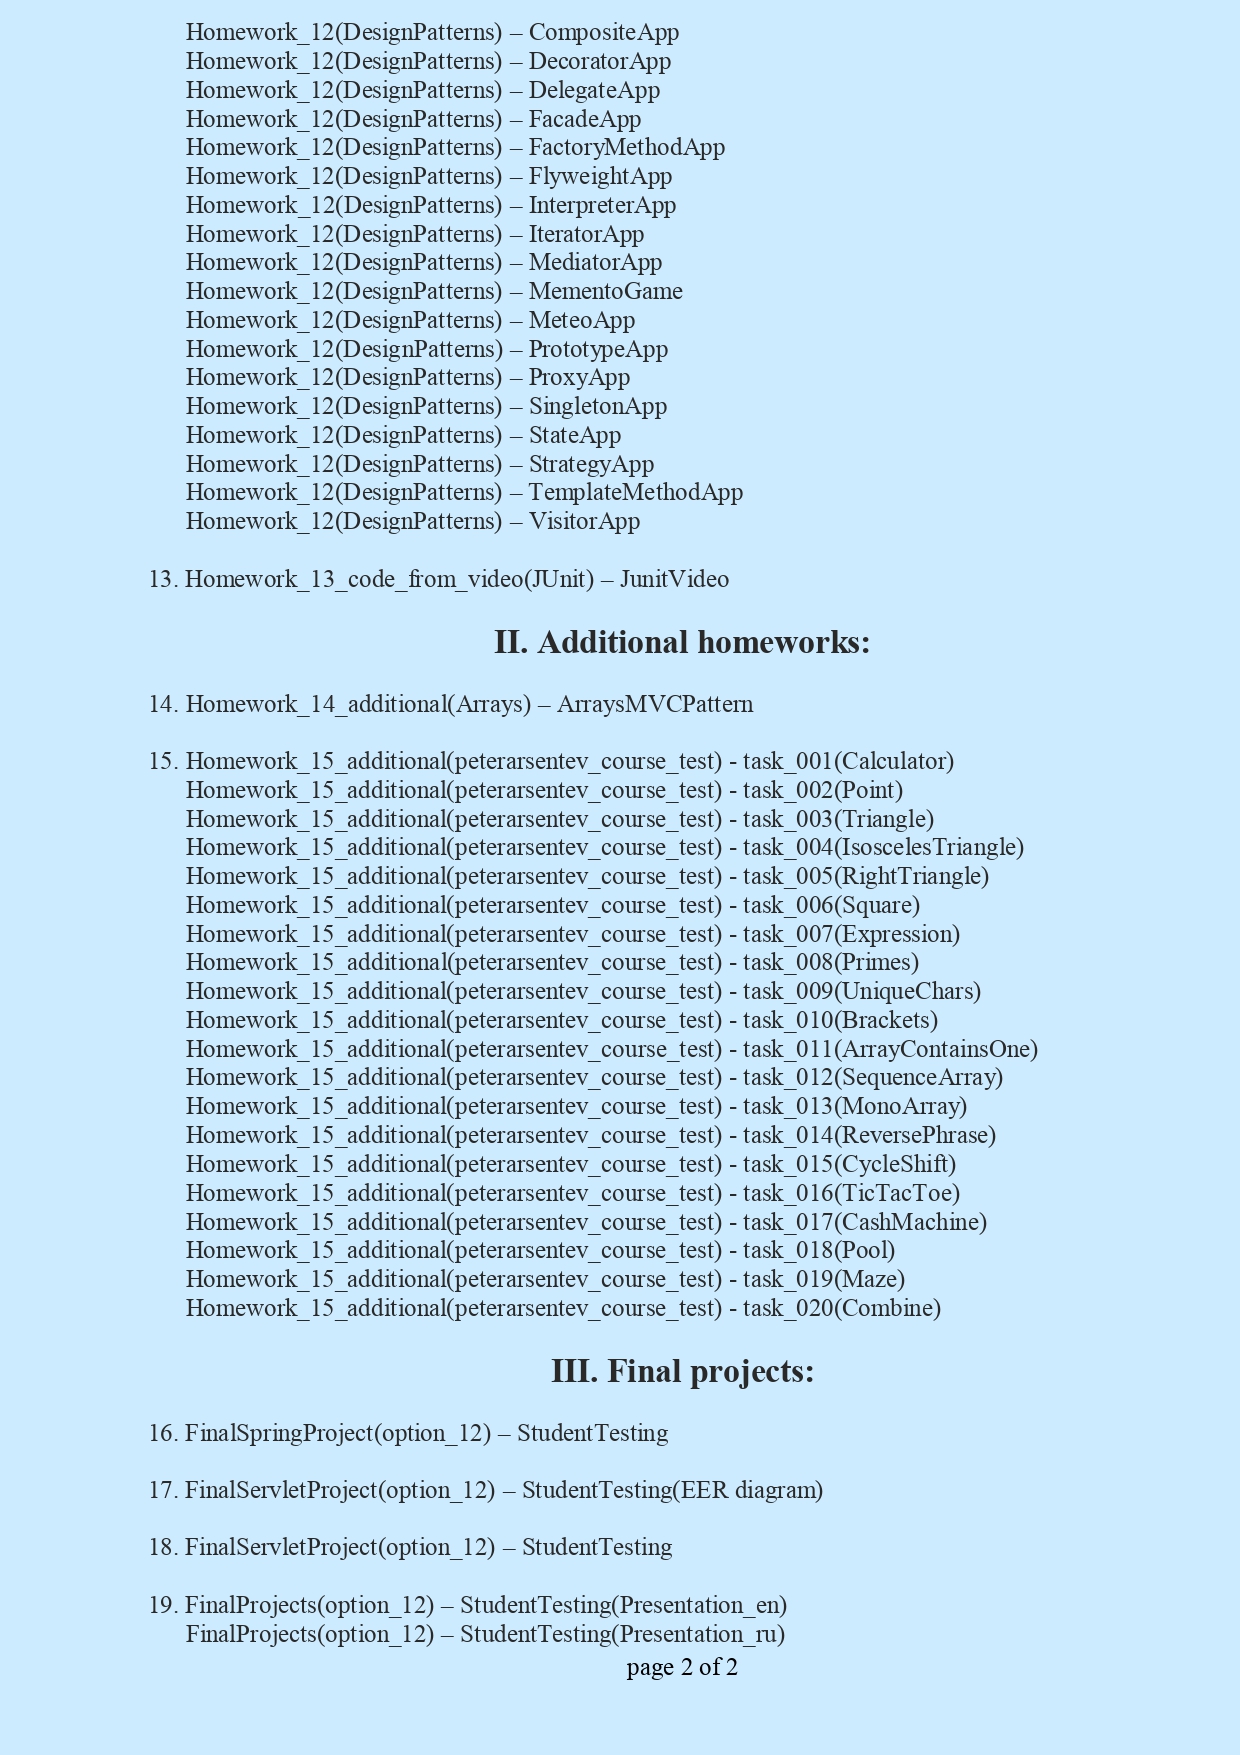 Homework_12(DesignPatterns) – CompositeApp
Homework_12(DesignPatterns) – DecoratorApp
Homework_12(DesignPatterns) – DelegateApp
Homework_12(DesignPatterns) – FacadeApp
Homework_12(DesignPatterns) – FactoryMethodApp
Homework_12(DesignPatterns) – FlyweightApp
Homework_12(DesignPatterns) – InterpreterApp
Homework_12(DesignPatterns) – IteratorApp
Homework_12(DesignPatterns) – MediatorApp
Homework_12(DesignPatterns) – MementoGame
Homework_12(DesignPatterns) – MeteoApp
Homework_12(DesignPatterns) – PrototypeApp
Homework_12(DesignPatterns) – ProxyApp
Homework_12(DesignPatterns) – SingletonApp
Homework_12(DesignPatterns) – StateApp
Homework_12(DesignPatterns) – StrategyApp
Homework_12(DesignPatterns) – TemplateMethodApp
Homework_12(DesignPatterns) – VisitorApp
13. Homework_13_code_from_video(JUnit) – JunitVideo
II. Additional homeworks:
14. Homework_14_additional(Arrays) – ArraysMVCPattern
15. Homework_15_additional(peterarsentev_course_test) - task_001(Calculator)
Homework_15_additional(peterarsentev_course_test) - task_002(Point)
Homework_15_additional(peterarsentev_course_test) - task_003(Triangle)
Homework_15_additional(peterarsentev_course_test) - task_004(IsoscelesTriangle)
Homework_15_additional(peterarsentev_course_test) - task_005(RightTriangle)
Homework_15_additional(peterarsentev_course_test) - task_006(Square)
Homework_15_additional(peterarsentev_course_test) - task_007(Expression)
Homework_15_additional(peterarsentev_course_test) - task_008(Primes)
Homework_15_additional(peterarsentev_course_test) - task_009(UniqueChars)
Homework_15_additional(peterarsentev_course_test) - task_010(Brackets)
Homework_15_additional(peterarsentev_course_test) - task_011(ArrayContainsOne)
Homework_15_additional(peterarsentev_course_test) - task_012(SequenceArray)
Homework_15_additional(peterarsentev_course_test) - task_013(MonoArray)
Homework_15_additional(peterarsentev_course_test) - task_014(ReversePhrase)
Homework_15_additional(peterarsentev_course_test) - task_015(CycleShift)
Homework_15_additional(peterarsentev_course_test) - task_016(TicTacToe)
Homework_15_additional(peterarsentev_course_test) - task_017(CashMachine)
Homework_15_additional(peterarsentev_course_test) - task_018(Pool)
Homework_15_additional(peterarsentev_course_test) - task_019(Maze)
Homework_15_additional(peterarsentev_course_test) - task_020(Combine)
III. Final projects:
16. FinalSpringProject(option_12) – StudentTesting
17. FinalServletProject(option_12) – StudentTesting(EER diagram)
18. FinalServletProject(option_12) – StudentTesting
19. FinalProjects(option_12) – StudentTesting(Presentation_en)
FinalProjects(option_12) – StudentTesting(Presentation_ru)
page 2 of 2